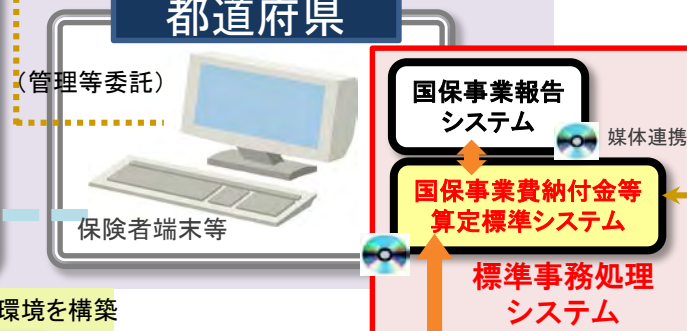 都道府県
(管理等委託)
国保事業報告
システム
媒体連携
国保事業費納付金等
算定標準システム
保険者端末等
標準事務処理
システム
環境を構築